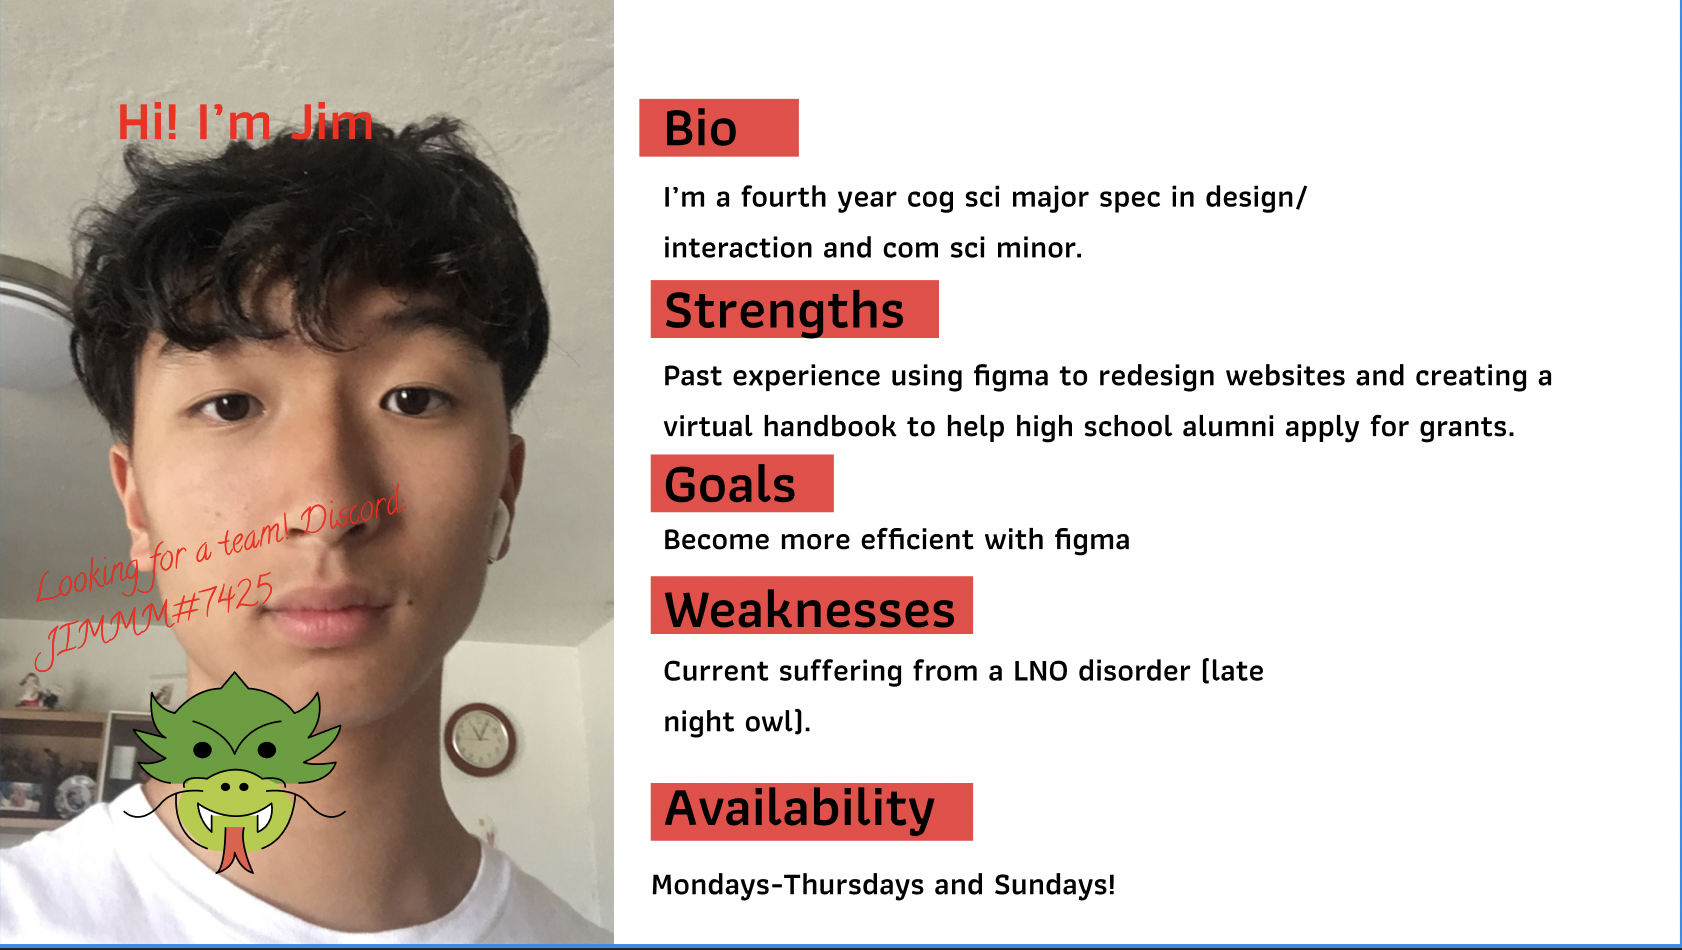 Hi! I'm Jim
Looking for a team! Discord:
JIMMM#7425
Bio
I'm a fourth year cog sci major spec in design/
interaction and com sci minor.
Strengths
Past experience using figma to redesign websites and creating a
virtual handbook to help high school alumni apply for grants.
Goals
Become more efficient with figma
Weaknesses
Current suffering from a LNO disorder (late
night owl).
Availability
Mondays-Thursdays and Sundays!